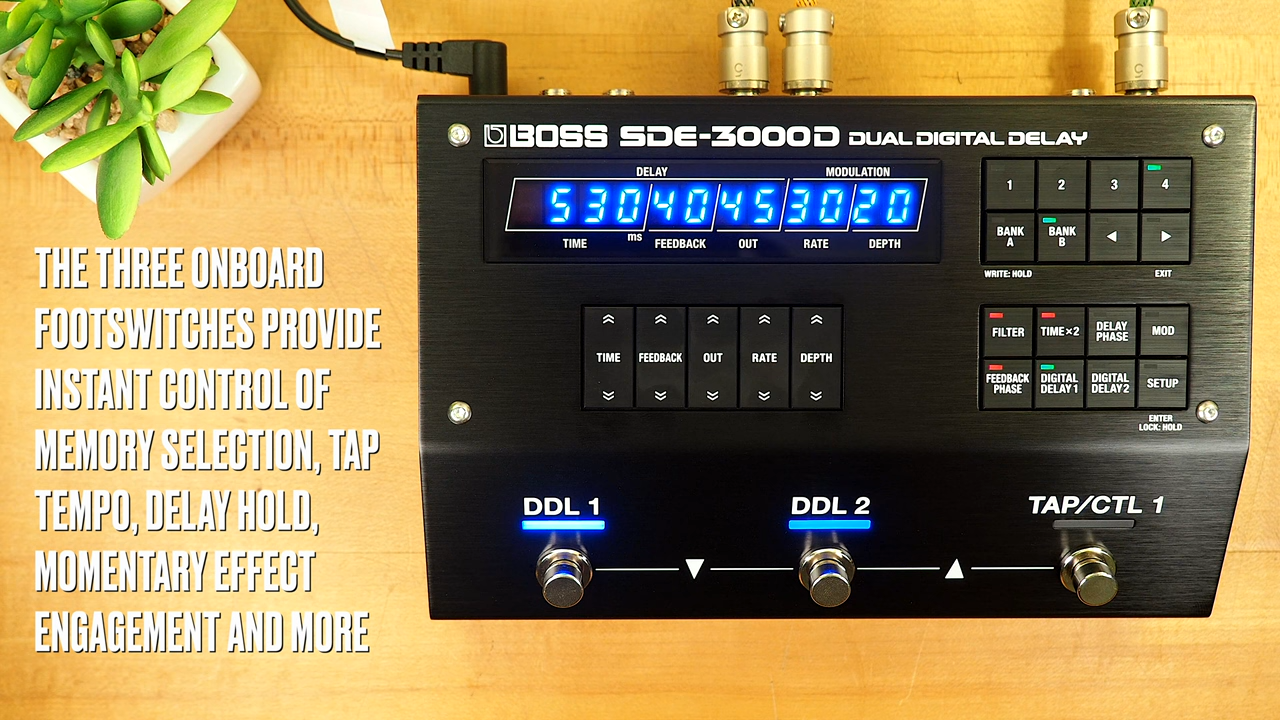 THE THREE ONBOARD
FOOTSWITCHES PROVIDE
INSTANT CONTROL OF
MEMORY SELECTION, TAP
TEMPO, DELAY HOLD,
MOMENTARY EFFECT
ENGAGEMENT AND MORE
BOSS SDE-3000D DUAL DIGITAL DELAY
DELAY MODULATION
530 40 45 30 20
ms
TIME FEEDBACK OUT RATE DEPTH
1 2 3 4
BANK A BANK B ◀ ▶
WRITE: HOLD EXIT
TIME FEEDBACK OUT RATE DEPTH
FILTER TIME×2 DELAY PHASE MOD
FEEDBACK PHASE DIGITAL DELAY 1 DIGITAL DELAY 2 SETUP
ENTER
LOCK: HOLD
DDL 1 DDL 2 TAP/CTL 1
▼ ▲